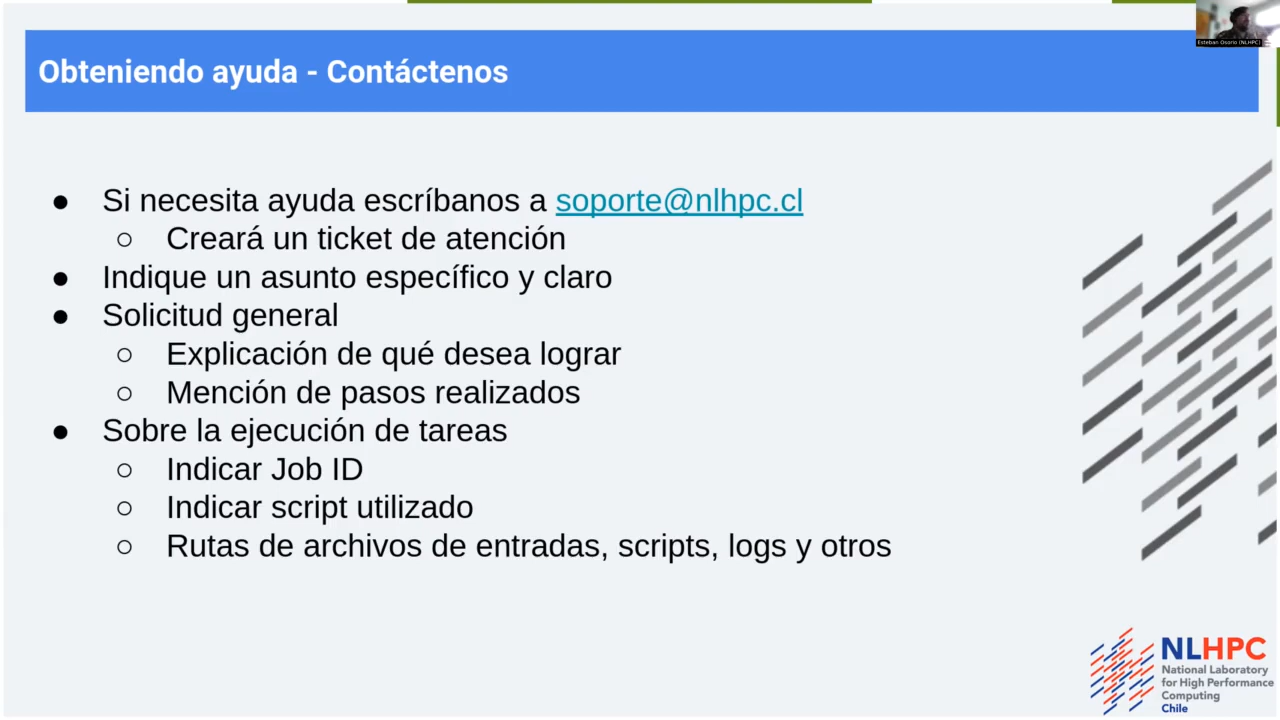 Obteniendo ayuda - Contáctenos
Esteban Osorio (NLHPC)
● Si necesita ayuda escríbanos a soporte@nlhpc.cl
○ Creará un ticket de atención
● Indique un asunto específico y claro
● Solicitud general
○ Explicación de qué desea lograr
○ Mención de pasos realizados
● Sobre la ejecución de tareas
○ Indicar Job ID
○ Indicar script utilizado
○ Rutas de archivos de entradas, scripts, logs y otros
NLHPC
National Laboratory
for High Performance
Computing
Chile